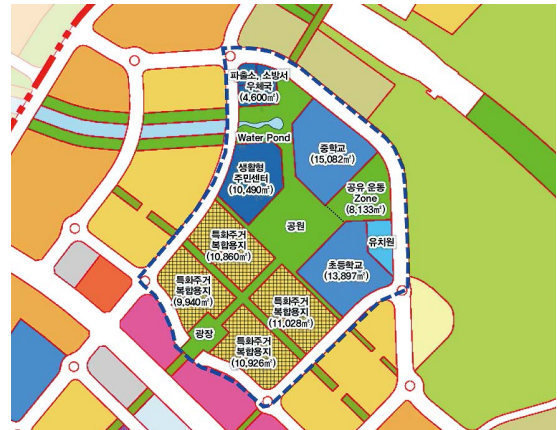 파출소, 소방서
우체국
(4,600㎡)
Water Pond
중학교
(15,082㎡)
생활형
주민센터
(10,490㎡)
공유 운동
Zone
(8,133㎡)
공원
유치원
특화주거
복합용지
(10,860㎡)
초등학교
(13,897㎡)
특화주거
복합용지
(9,940㎡)
특화주거
복합용지
(11,028㎡)
광장
특화주거
복합용지
(10,926㎡)